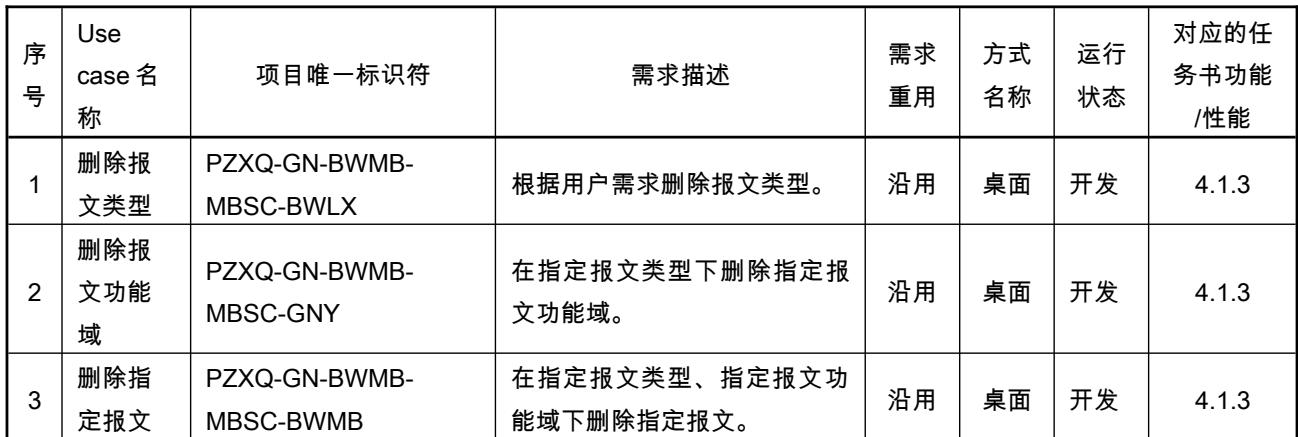 序号
Use case 名称
项目唯一标识符
需求描述
需求重用
方式名称
运行状态
对应的任务书功能/性能
1
删除报文类型
PZXQ-GN-BWMB-
MBSC-BWLX
根据用户需求删除报文类型。
沿用
桌面
开发
4.1.3
2
删除报文功能域
PZXQ-GN-BWMB-
MBSC-GNY
在指定报文类型下删除指定报
文功能域。
沿用
桌面
开发
4.1.3
3
删除指定报文
PZXQ-GN-BWMB-
MBSC-BWMB
在指定报文类型、指定报文功
能域下删除指定报文。
沿用
桌面
开发
4.1.3